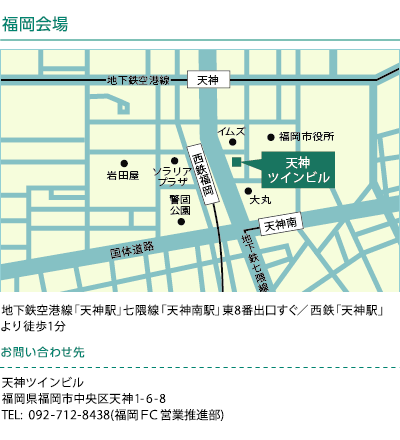 福岡会場
地下鉄空港線
天神
イムズ
福岡市役所
天神
ツインビル
岩田屋
ソラリア
プラザ
西鉄福岡
大丸
警固
公園
天神南
国体道路
地下鉄七隈線
地下鉄空港線「天神駅」七隈線「天神南駅」東8番出口すぐ／西鉄「天神駅」
より徒歩1分
お問い合わせ先
天神ツインビル
福岡県福岡市中央区天神1-6-8
TEL: 092-712-8438(福岡ＦＣ営業推進部)